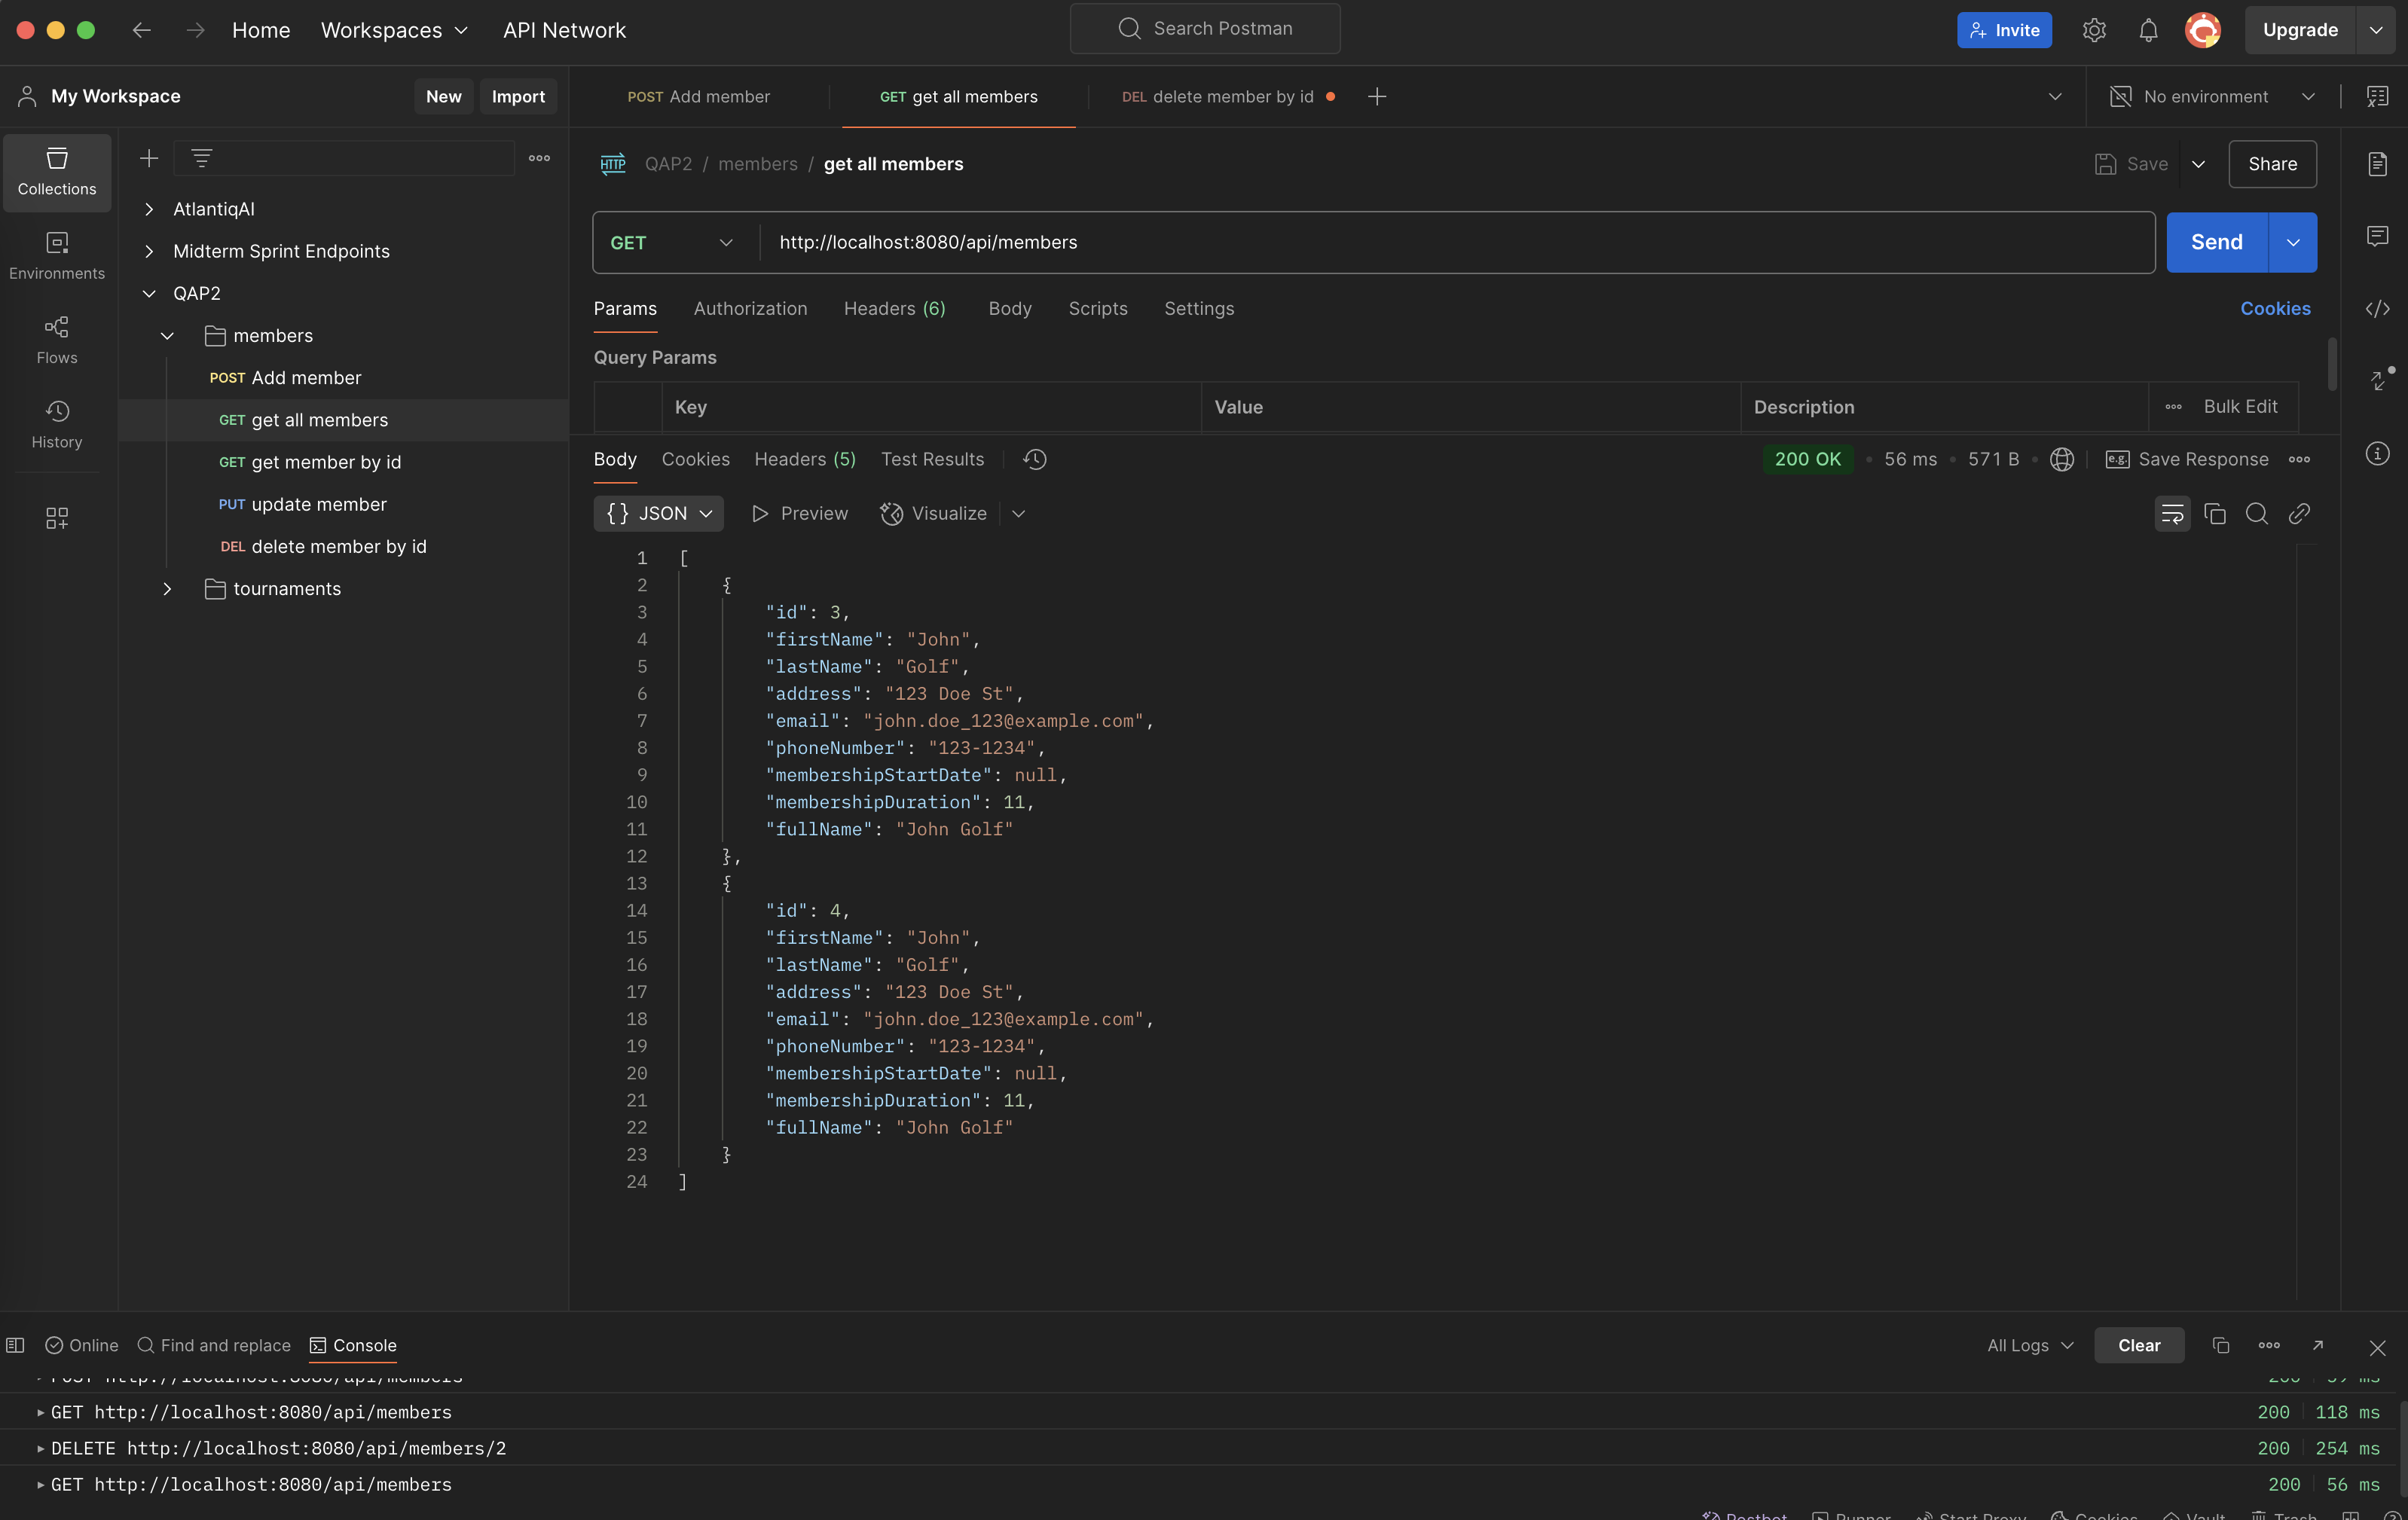 Home Workspaces API Network Search Postman Invite Upgrade
My Workspace New Import POST Add member GET get all members DEL delete member by id No environment
Collections
Environments
Flows
History
AtlantiqAI
Midterm Sprint Endpoints
QAP2
members
POST Add member
GET get all members
GET get member by id
PUT update member
DEL delete member by id
tournaments
HTTP QAP2 / members / get all members Save Share
GET http://localhost:8080/api/members Send
Params Authorization Headers (6) Body Scripts Settings Cookies
Query Params
Key Value Description Bulk Edit
Body Cookies Headers (5) Test Results 200 OK • 56 ms • 571 B e.g. Save Response
{ } JSON Preview Visualize
1 [
2 {
3 "id": 3,
4 "firstName": "John",
5 "lastName": "Golf",
6 "address": "123 Doe St",
7 "email": "john.doe_123@example.com",
8 "phoneNumber": "123-1234",
9 "membershipStartDate": null,
10 "membershipDuration": 11,
11 "fullName": "John Golf"
12 },
13 {
14 "id": 4,
15 "firstName": "John",
16 "lastName": "Golf",
17 "address": "123 Doe St",
18 "email": "john.doe_123@example.com",
19 "phoneNumber": "123-1234",
20 "membershipStartDate": null,
21 "membershipDuration": 11,
22 "fullName": "John Golf"
23 }
24 ]
Online Find and replace Console All Logs Clear
POST http://localhost:8080/api/members 200 59 ms
GET http://localhost:8080/api/members 200 118 ms
DELETE http://localhost:8080/api/members/2 200 254 ms
GET http://localhost:8080/api/members 200 56 ms
Postbot Runner Start Proxy Cookies Vault Trash